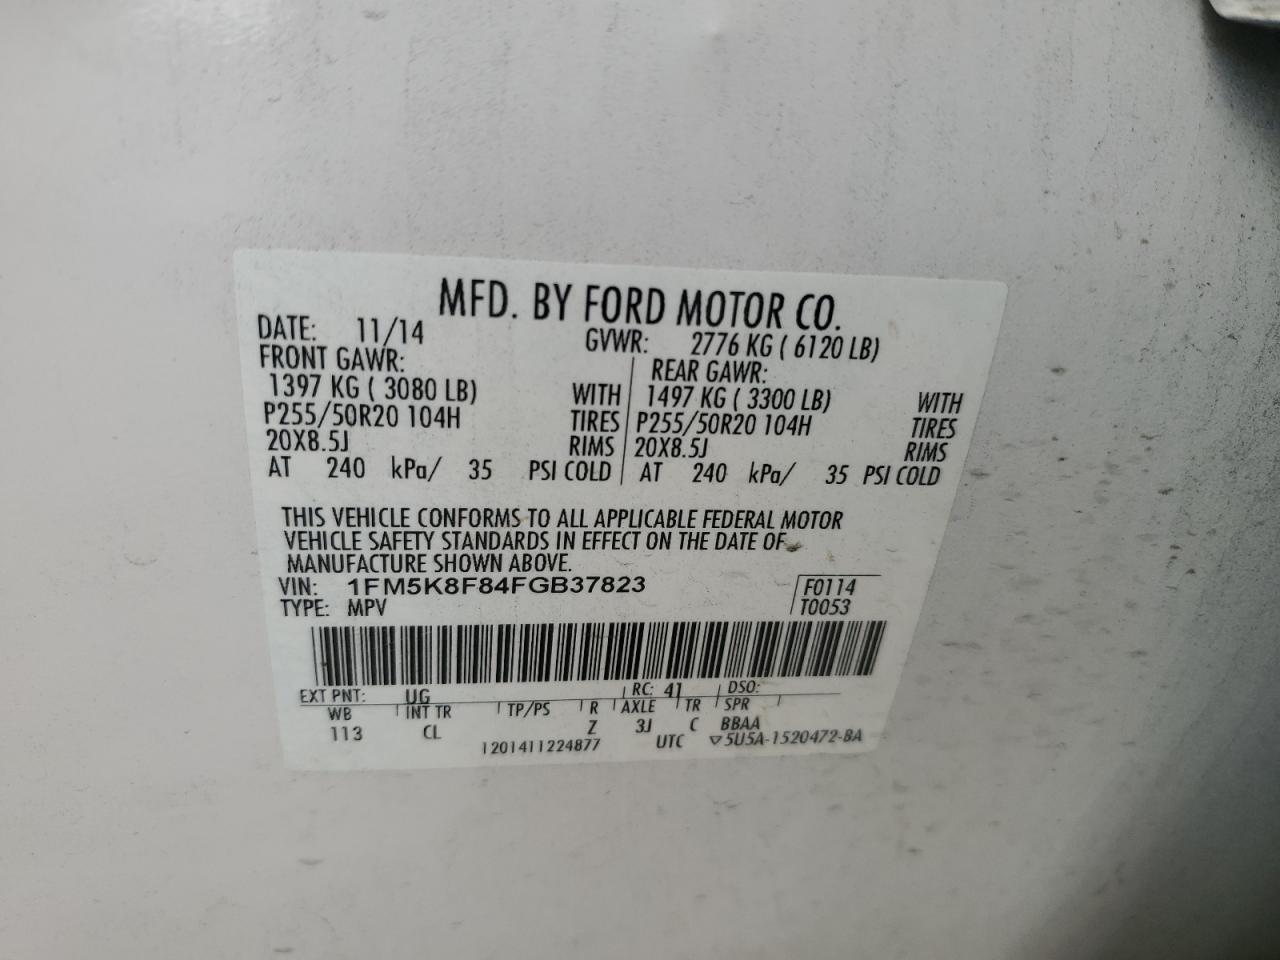 MFD. BY FORD MOTOR CO.
DATE: 11/14 GVWR: 2776 KG ( 6120 LB)
FRONT GAWR: REAR GAWR:
1397 KG ( 3080 LB) WITH 1497 KG ( 3300 LB) WITH
P255/50R20 104H TIRES P255/50R20 104H TIRES
20X8.5J RIMS 20X8.5J RIMS
AT 240 kPa/ 35 PSI COLD AT 240 kPa/ 35 PSI COLD
THIS VEHICLE CONFORMS TO ALL APPLICABLE FEDERAL MOTOR
VEHICLE SAFETY STANDARDS IN EFFECT ON THE DATE OF
MANUFACTURE SHOWN ABOVE.
VIN: 1FM5K8F84FGB37823 F0114
TYPE: MPV T0053
EXT PNT: UG RC: 41 DSO:
WB INT TR TP/PS R AXLE TR SPR
113 CL Z 3J C BBAA
1201411224877 UTC ▽5U5A-1520472-BA